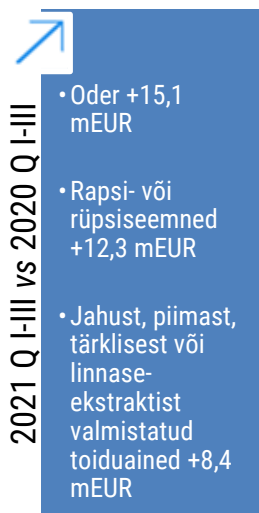 2021 Q I-III vs 2020 Q I-III
• Oder +15,1
mEUR
• Rapsi- või
rüpsiseemned
+12,3 mEUR
• Jahust, piimast,
tärklisest või
linnase-
ekstraktist
valmistatud
toiduained +8,4
mEUR